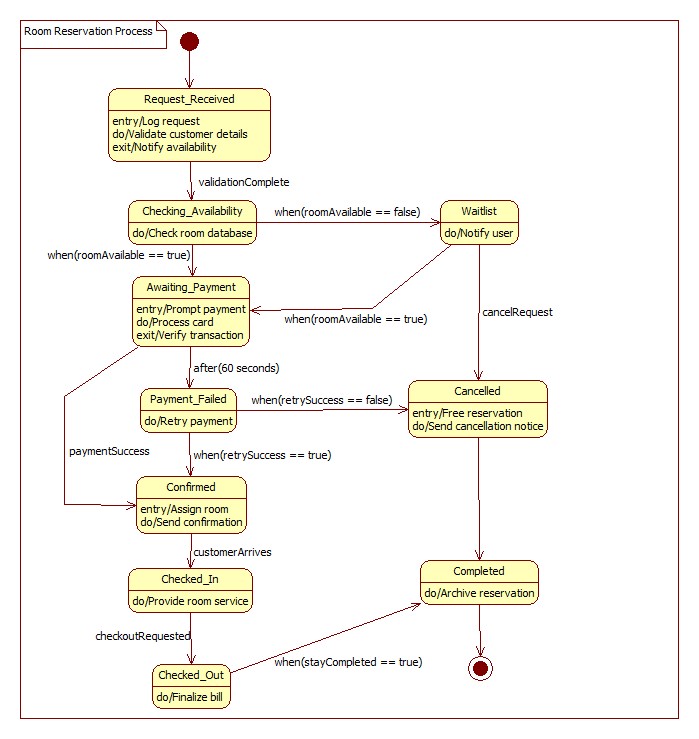 Room Reservation Process
Request_Received
entry/Log request
do/Validate customer details
exit/Notify availability
validationComplete
Checking_Availability
do/Check room database
when(roomAvailable == false)
Waitlist
do/Notify user
when(roomAvailable == true)
Awaiting_Payment
entry/Prompt payment
do/Process card
exit/Verify transaction
when(roomAvailable == true)
cancelRequest
after(60 seconds)
Payment_Failed
do/Retry payment
when(retrySuccess == false)
Cancelled
entry/Free reservation
do/Send cancellation notice
paymentSuccess
when(retrySuccess == true)
Confirmed
entry/Assign room
do/Send confirmation
customerArrives
Checked_In
do/Provide room service
Completed
do/Archive reservation
checkoutRequested
when(stayCompleted == true)
Checked_Out
do/Finalize bill